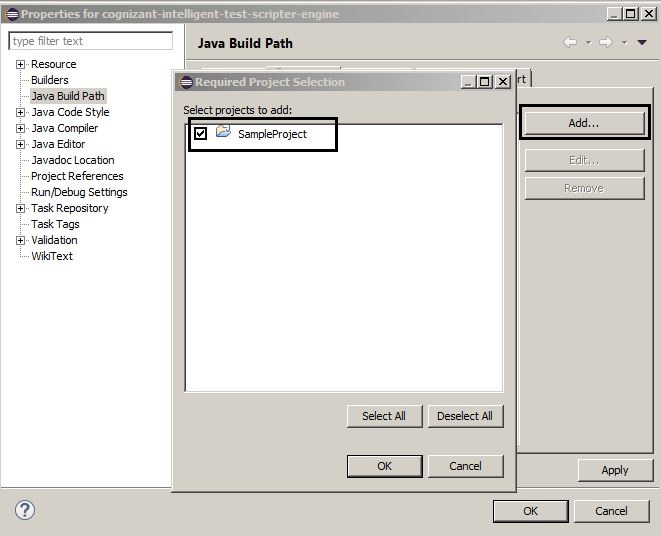 Properties for cognizant-intelligent-test-scripter-engine
type filter text
Resource
Builders
Java Build Path
Java Code Style
Java Compiler
Java Editor
Javadoc Location
Project References
Run/Debug Settings
Task Repository
Task Tags
Validation
WikiText
Java Build Path
Required Project Selection
Select projects to add:
SampleProject
Select All
Deselect All
OK
Cancel
Add...
Edit...
Remove
Apply
?
OK
Cancel